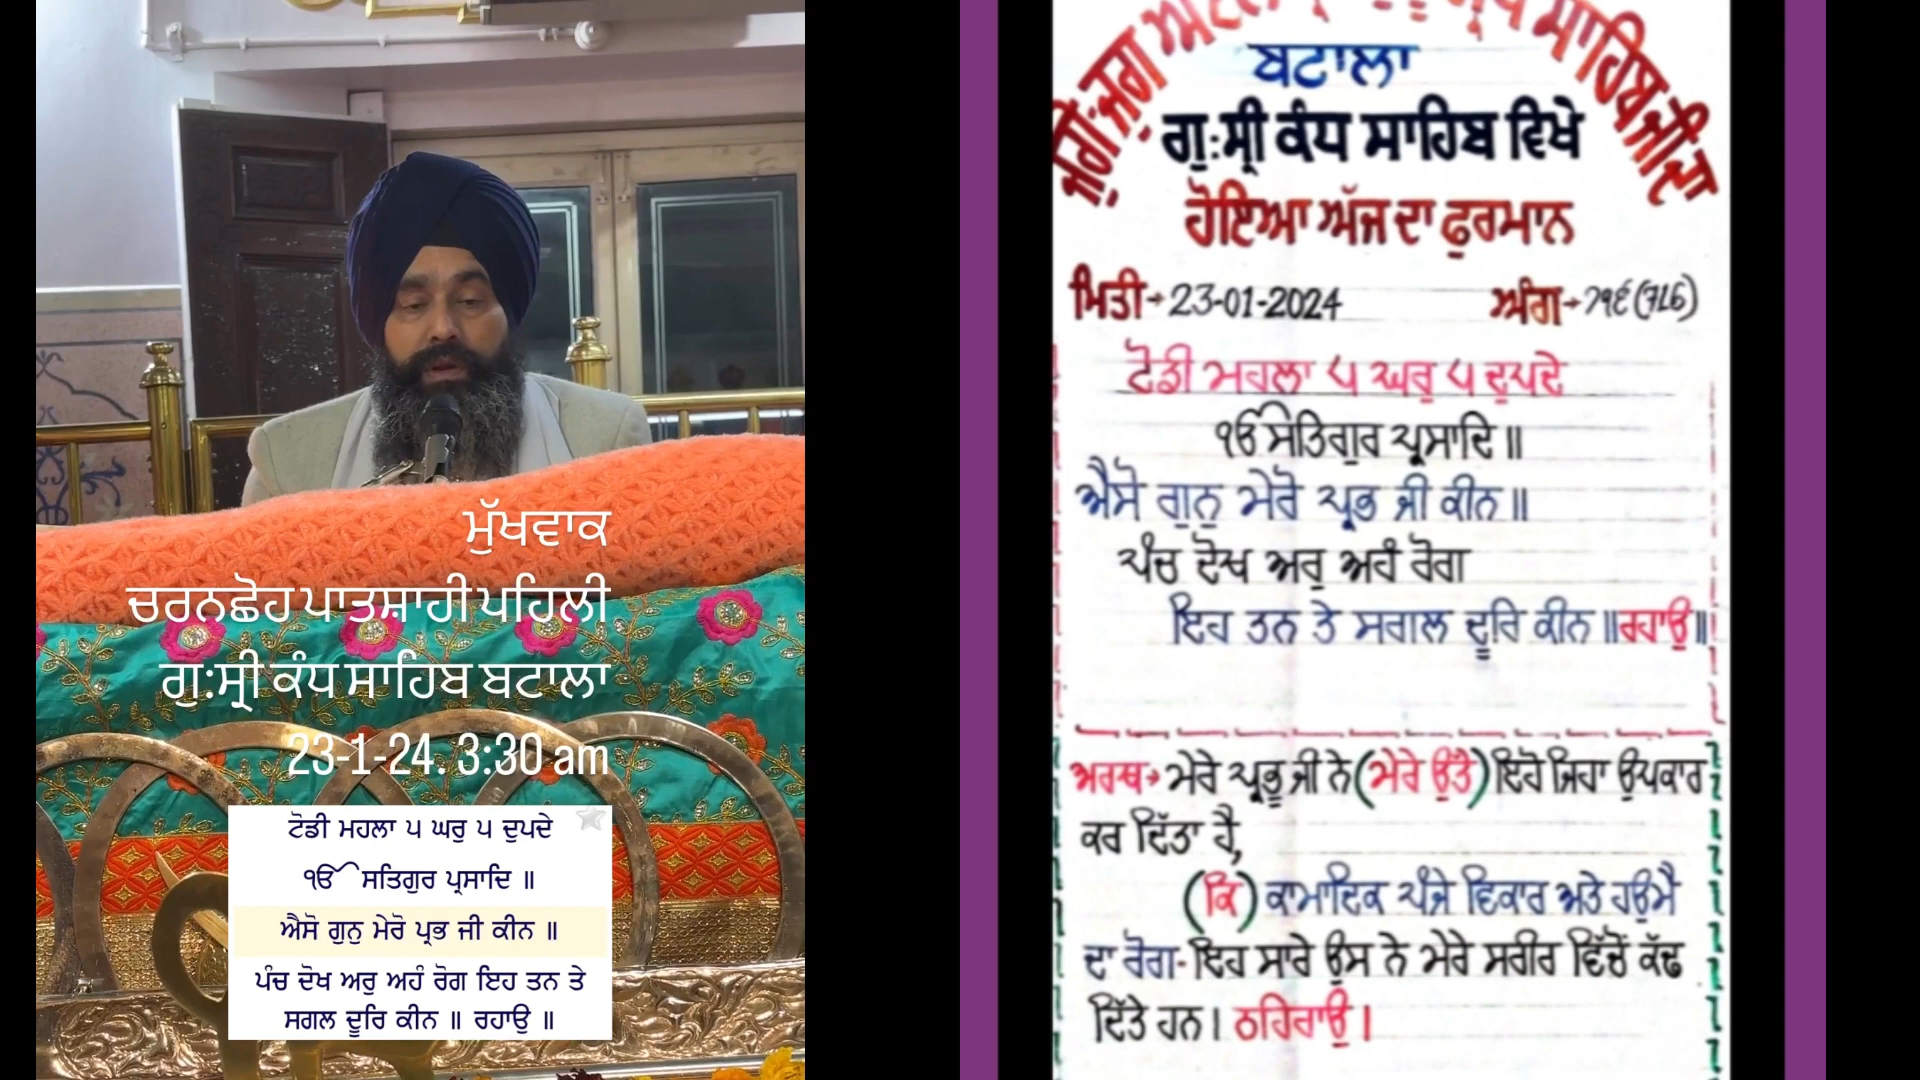 ਮੁੱਖਵਾਕ
ਚਰਨਛੋਹ ਪਾਤਸ਼ਾਹੀ ਪਹਿਲੀ
ਗੁ:ਸ੍ਰੀ ਕੰਧ ਸਾਹਿਬ ਬਟਾਲਾ
23-1-24. 3:30 am
ਟੋਡੀ ਮਹਲਾ ੫ ਘਰੁ ੫ ਦੁਪਦੇ
ੴ ਸਤਿਗੁਰ ਪ੍ਰਸਾਦਿ ॥
ਐਸੋ ਗੁਨੁ ਮੇਰੋ ਪ੍ਰਭ ਜੀ ਕੀਨ ॥
ਪੰਚ ਦੋਖ ਅਰੁ ਅਹੰ ਰੋਗ ਇਹ ਤਨ ਤੇ
ਸਗਲ ਦੂਰਿ ਕੀਨ ॥ ਰਹਾਉ ॥
ਸਾਹਿਬ ਜੀ ਦਾ
ਬਟਾਲਾ
ਗੁ:ਸ੍ਰੀ ਕੰਧ ਸਾਹਿਬ ਵਿਖੇ
ਹੋਇਆ ਅੱਜ ਦਾ ਫੁਰਮਾਨ
ਮਿਤੀ→23-01-2024 ਅੰਗ→੭੧੬(716)
ਟੋਡੀ ਮਹਲਾ ੫ ਘਰੁ ੫ ਦੁਪਦੇ
ੴ ਸਤਿਗੁਰ ਪ੍ਰਸਾਦਿ ॥
ਐਸੋ ਗੁਨੁ ਮੇਰੋ ਪ੍ਰਭ ਜੀ ਕੀਨ ॥
ਪੰਚ ਦੋਖ ਅਰੁ ਅਹੰ ਰੋਗ
ਇਹ ਤਨ ਤੇ ਸਗਲ ਦੂਰਿ ਕੀਨ ॥ਰਹਾਉ॥
ਅਰਥ→ਮੇਰੇ ਪ੍ਰਭੂ ਜੀ ਨੇ (ਮੇਰੇ ਉਤੈ) ਇਹੋ ਜਿਹਾ ਉਪਕਾਰ
ਕਰ ਦਿੱਤਾ ਹੈ,
(ਕਿ) ਕਾਮਾਦਿਕ ਪੰਜੇ ਵਿਕਾਰ ਅਤੇ ਹਉਮੈ
ਦਾ ਰੋਗ-ਇਹ ਸਾਰੇ ਉਸ ਨੇ ਮੇਰੇ ਸਰੀਰ ਵਿੱਚੋਂ ਕੱਢ
ਦਿੱਤੇ ਹਨ। ਠਹਿਰਾਉ।